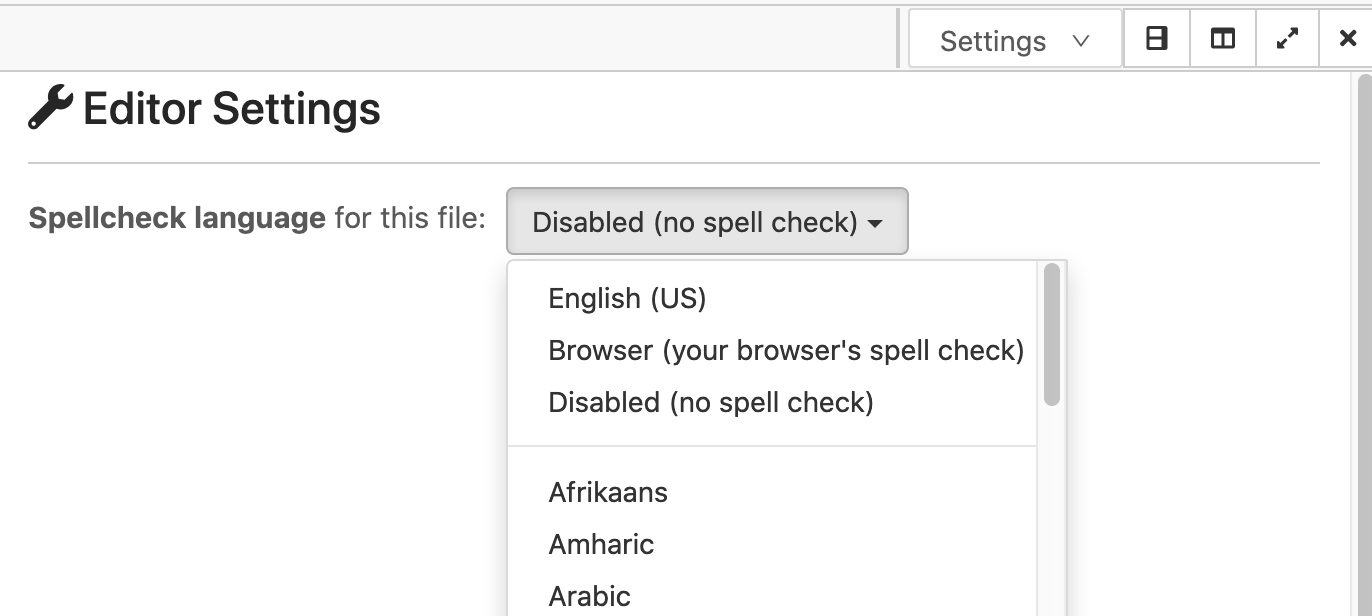 Settings
Editor Settings
Spellcheck language for this file:
Disabled (no spell check)
English (US)
Browser (your browser's spell check)
Disabled (no spell check)
Afrikaans
Amharic
Arabic